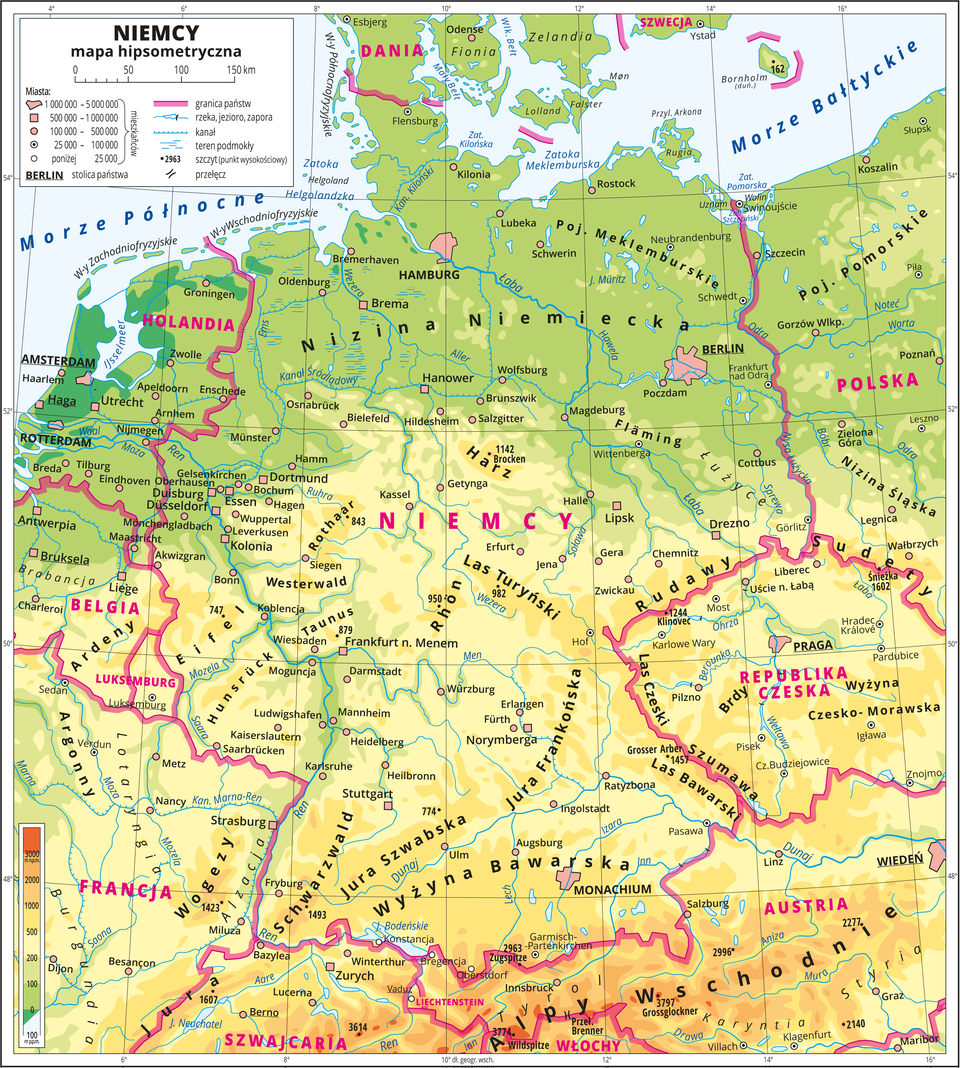 4°
6°
8°
10°
12°
14°
16°
NIEMCY
mapa hipsometryczna
0 50 100 150 km
Miasta:
1 000 000 - 5 000 000
500 000 - 1 000 000
100 000 - 500 000
25 000 - 100 000
poniżej 25 000
mieszkańców
BERLIN stolica państwa
granica państw
rzeka, jezioro, zapora
kanał
teren podmokły
•2963 szczyt (punkt wysokościowy)
przełęcz
Esbjerg
DANIA
Odense
Fionia
Wlk. Bełt
Zelandia
SZWECJA
Ystad
162
Bornholm
(duń.)
Morze Bałtyckie
W-y Północnofryzyjskie
Mały Bełt
Møn
Falster
Lolland
Flensburg
Zat.
Kilońska
Przyl. Arkona
Rugia
Słupsk
Koszalin
54°
Zatoka
Helgolandzka
Helgoland
Kan. Kiloński
Kilonia
Zatoka
Meklemburska
Rostock
Zat.
Pomorska
Uznam
Wolin
Świnoujście
Zal.
Szczeciński
54°
Morze Północne
W-y Wschodniofryzyjskie
W-y Zachodniofryzyjskie
Lubeka
Schwerin
Poj. Meklemburskie
Neubrandenburg
Szczecin
Poj. Pomorskie
Bremerhaven
HAMBURG
Wezera
Oldenburg
Łaba
J. Müritz
Schwedt
Piła
Groningen
Brema
Noteć
HOLANDIA
IJsselmeer
Ems
Nizina Niemiecka
Hawela
Odra
Gorzów Wlkp.
Warta
AMSTERDAM
Haarlem
Zwolle
Aller
BERLIN
Frankfurt
nad Odrą
Poznań
Haga
Utrecht
Apeldoorn
Enschede
Kanał Śródlądowy
Hanower
Wolfsburg
Poczdam
POLSKA
52°
Arnhem
Osnabrück
Brunszwik
Magdeburg
52°
ROTTERDAM
Nijmegen
Waal
Moza
Ren
Münster
Bielefeld
Hildesheim
Salzgitter
Fläming
Wittenberga
Nysa Łużycka
Bóbr
Zielona
Góra
Leszno
Odra
Breda
Tilburg
Eindhoven
Hamm
Gelsenkirchen
Oberhausen
Dortmund
Bochum
Duisburg
Essen
Hagen
Düsseldorf
Wuppertal
Ruhra
1142
Brocken
Harz
Getynga
Kassel
Halle
Łużyce
Cottbus
Sprewa
Nizina Śląska
Antwerpia
Mönchengladbach
Leverkusen
Kolonia
Rothaar
843
NIEMCY
Lipsk
Łaba
Drezno
Görlitz
Legnica
Maastricht
Bruksela
Brabancja
Akwizgran
Siegen
Erfurt
Jena
Soława
Gera
Chemnitz
Wałbrzych
Liège
Bonn
Westerwald
Las Turyński
982
Zwickau
Liberec
Sudety
Śnieżka
1602
Charleroi
BELGIA
747
Koblencja
Taunus
879
950
Rhön
Wezera
Rudawy
Uście n. Łabą
Łaba
1244
Klinovec
Most
Ohrza
Hradec
Králové
Ardeny
Eifel
Wiesbaden
Frankfurt n. Menem
Hof
Karlowe Wary
50°
Mozela
Moguncja
Men
Berounka
PRAGA
Pardubice
50°
LUKSEMBURG
Luksemburg
Hunsrück
Darmstadt
Würzburg
Las Czeski
Pilzno
REPUBLIKA
CZESKA
Wyżyna
Czesko- Morawska
Brdy
Sedan
Argonny
Verdun
Saara
Ludwigshafen
Mannheim
Erlangen
Fürth
Norymberga
Jura Frankońska
Grosser Arber
1457
Szumawa
Igława
Pisek
Wełtawa
Lotaryngia
Marna
Kaiserslautern
Saarbrücken
Heidelberg
Moza
Metz
Karlsruhe
Heilbronn
Las Bawarski
Cz.Budziejowice
Znojmo
Nancy
Kan. Marna-Ren
Ren
Stuttgart
774
Ratyzbona
Ingolstadt
Mozela
Strasburg
Jura Szwabska
Izara
Pasawa
Wogezy
Alzacja
Ulm
Augsburg
Inn
Linz
Dunaj
WIEDEŃ
FRANCJA
Schwarzwald
Dunaj
Wyżyna Bawarska
48°
Fryburg
1423
1493
Lech
MONACHIUM
Salzburg
AUSTRIA
48°
Burgundia
Saona
Miluza
J. Bodeńskie
Konstancja
2277
Garmisch-
-Partenkirchen
2963
Zugspitze
Dijon
Besançon
Bazylea
Ren
Winterthur
Bregencja
Oberstdorf
2996
Aniza
Aare
Zurych
Innsbruck
Alpy Wschodnie
Tyrol
Mura
Styria
Jura
1607
Lucerna
Vaduz
LIECHTENSTEIN
3797
Grossglockner
Graz
J. Neuchatel
Berno
3614
SZWAJCARIA
Ren
Inn
3774
Wildspitze
Przeł.
Brenner
WŁOCHY
Karyntia
Drawa
Villach
Klagenfurt
2140
Maribor
3000
m npm.
2000
1000
500
200
100
0
100
m ppm.
6°
8°
10° dł. geogr. wsch.
12°
14°
16°